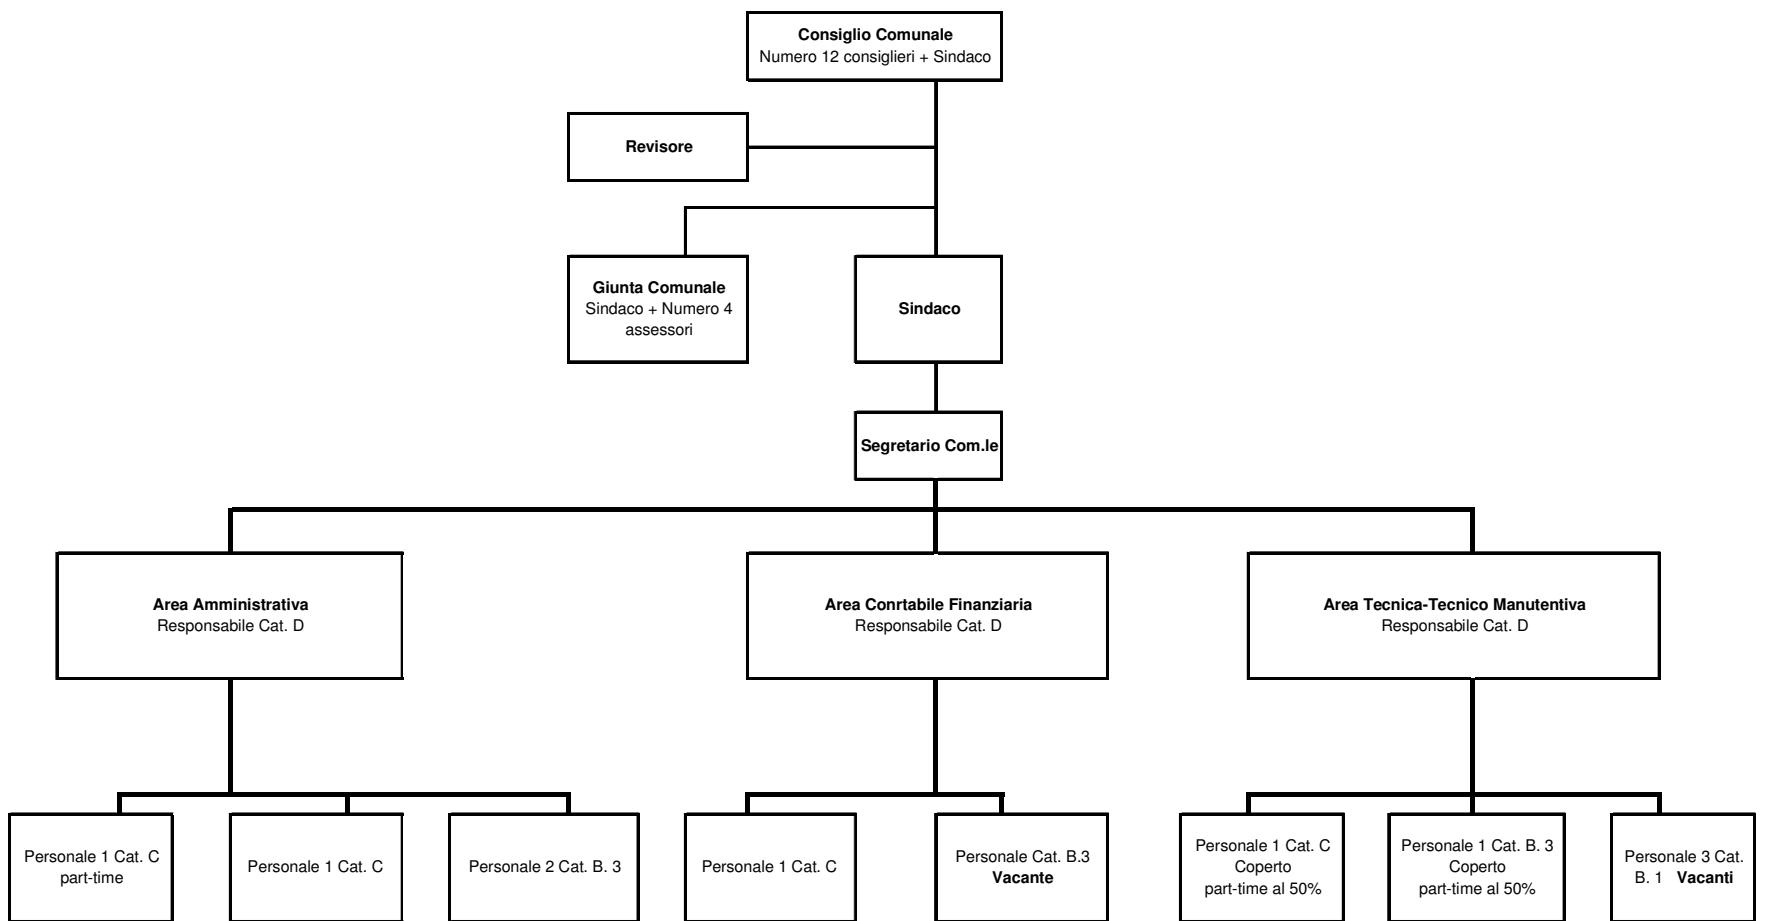 Consiglio Comunale
Numero 12 consiglieri + Sindaco
Revisore
Giunta Comunale
Sindaco + Numero 4
assessori
Sindaco
Segretario Com.le
Area Amministrativa
Responsabile Cat. D
Area Conrtabile Finanziaria
Responsabile Cat. D
Area Tecnica-Tecnico Manutentiva
Responsabile Cat. D
Personale 1 Cat. C
part-time
Personale 1 Cat. C
Personale 2 Cat. B. 3
Personale 1 Cat. C
Personale Cat. B.3
Vacante
Personale 1 Cat. C
Coperto
part-time al 50%
Personale 1 Cat. B. 3
Coperto
part-time al 50%
Personale 3 Cat.
B. 1 Vacanti